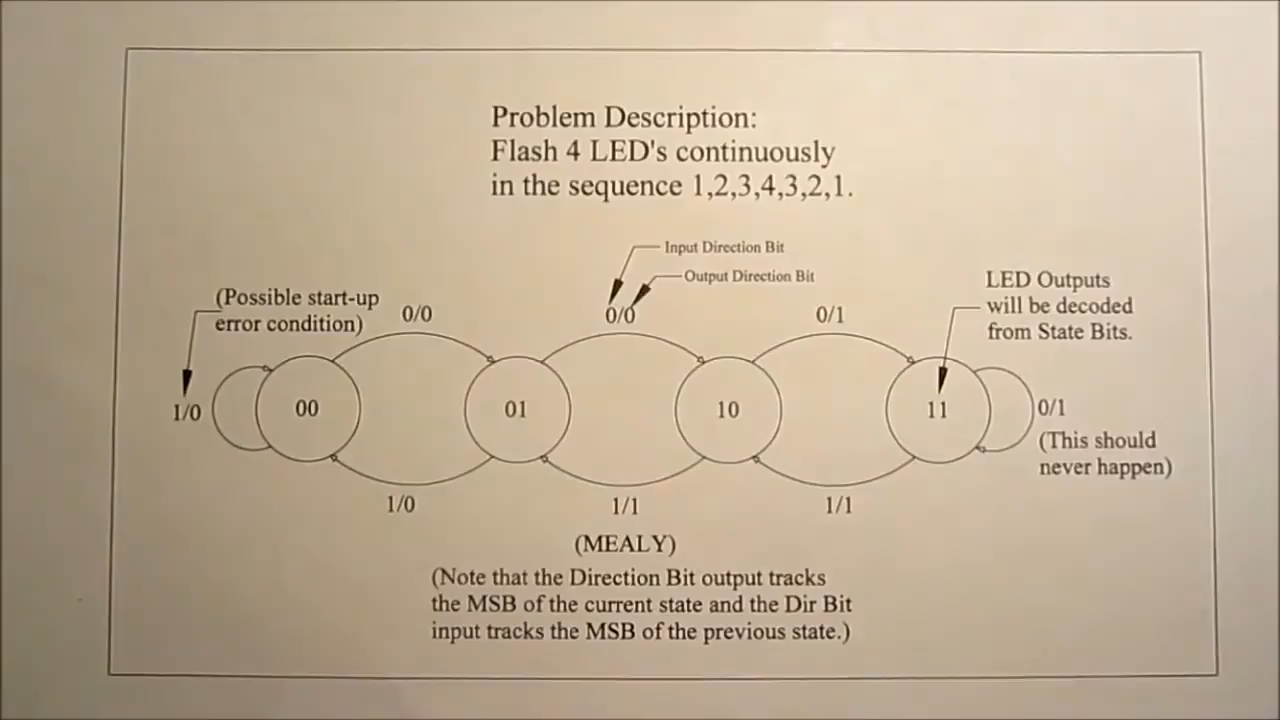 Problem Description:
Flash 4 LED's continuously
in the sequence 1,2,3,4,3,2,1.
Input Direction Bit
Output Direction Bit
(Possible start-up
error condition)
0/0
0/0
0/1
LED Outputs
will be decoded
from State Bits.
1/0
00
01
10
11
0/1
(This should
never happen)
1/0
1/1
1/1
(MEALY)
(Note that the Direction Bit output tracks
the MSB of the current state and the Dir Bit
input tracks the MSB of the previous state.)